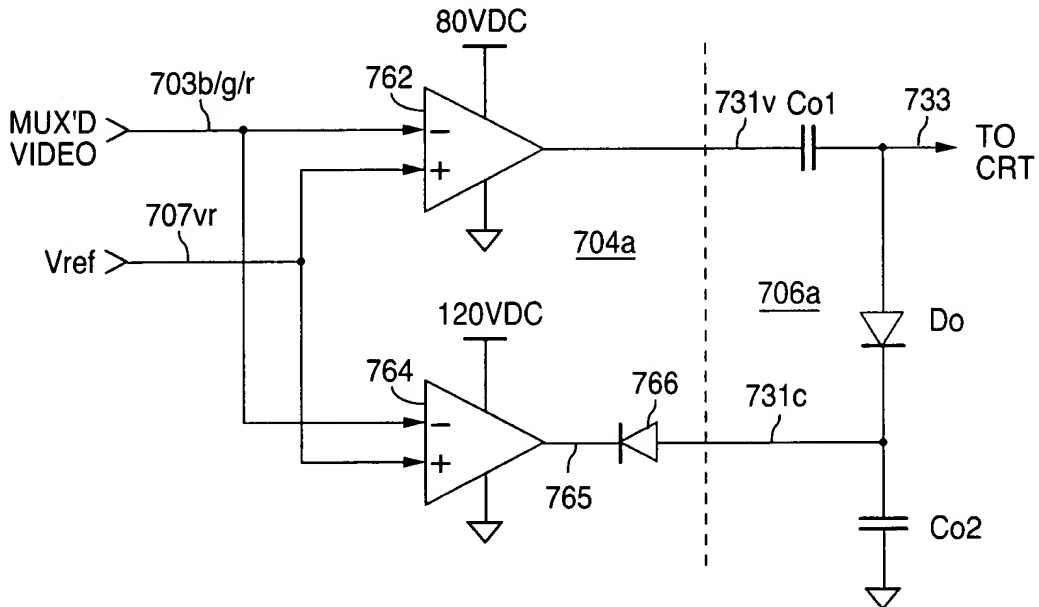 80VDC
703b/g/r
762
731v
Co1
733
MUX'D
VIDEO
−
+
TO
CRT
707vr
Vref
704a
706a
120VDC
Do
764
766
731c
−
+
765
Co2